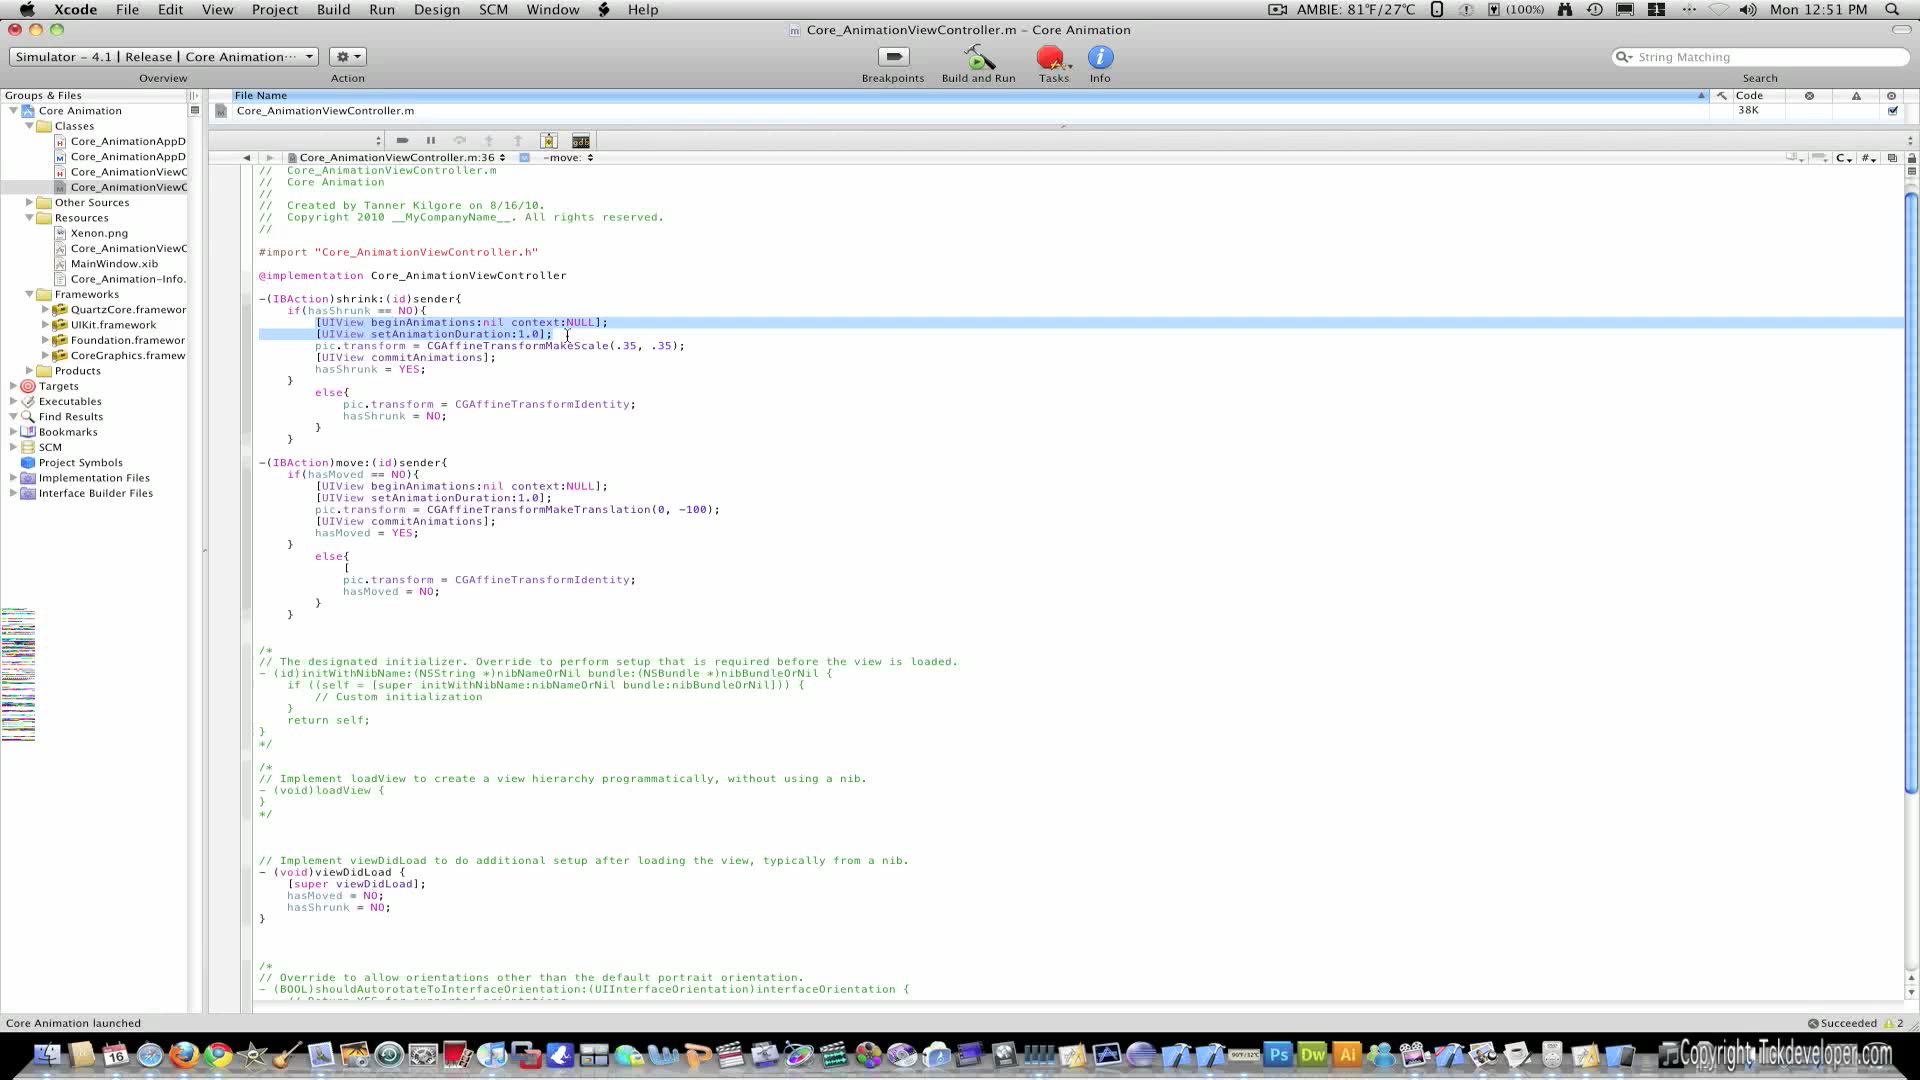 Xcode File Edit View Project Build Run Design SCM Window Help
AMBIE: 81°F/27°C (100%) Mon 12:51 PM
Core_AnimationViewController.m – Core Animation
Simulator – 4.1 | Release | Core Animation···
String Matching
Overview Action Breakpoints Build and Run Tasks Info Search
Groups & Files
File Name Code
Core_AnimationViewController.m 38K
Core Animation
Classes
Core_AnimationAppD
Core_AnimationAppD
Core_AnimationViewC
Core_AnimationViewC
Other Sources
Resources
Xenon.png
Core_AnimationViewC
MainWindow.xib
Core_Animation-Info.
Frameworks
QuartzCore.framewor
UIKit.framework
Foundation.framewor
CoreGraphics.framew
Products
Targets
Executables
Find Results
Bookmarks
SCM
Project Symbols
Implementation Files
Interface Builder Files
gdb
Core_AnimationViewController.m:36 -move: C #
// Core_AnimationViewController.m
// Core Animation
//
// Created by Tanner Kilgore on 8/16/10.
// Copyright 2010 __MyCompanyName__. All rights reserved.
//
#import "Core_AnimationViewController.h"
@implementation Core_AnimationViewController
-(IBAction)shrink:(id)sender{
if(hasShrunk == NO){
[UIView beginAnimations:nil context:NULL];
[UIView setAnimationDuration:1.0];
pic.transform = CGAffineTransformMakeScale(.35, .35);
[UIView commitAnimations];
hasShrunk = YES;
}
else{
pic.transform = CGAffineTransformIdentity;
hasShrunk = NO;
}
}
-(IBAction)move:(id)sender{
if(hasMoved == NO){
[UIView beginAnimations:nil context:NULL];
[UIView setAnimationDuration:1.0];
pic.transform = CGAffineTransformMakeTranslation(0, -100);
[UIView commitAnimations];
hasMoved = YES;
}
else{
[
pic.transform = CGAffineTransformIdentity;
hasMoved = NO;
}
}
/*
// The designated initializer. Override to perform setup that is required before the view is loaded.
- (id)initWithNibName:(NSString *)nibNameOrNil bundle:(NSBundle *)nibBundleOrNil {
if ((self = [super initWithNibName:nibNameOrNil bundle:nibBundleOrNil])) {
// Custom initialization
}
return self;
}
*/
/*
// Implement loadView to create a view hierarchy programmatically, without using a nib.
- (void)loadView {
}
*/
// Implement viewDidLoad to do additional setup after loading the view, typically from a nib.
- (void)viewDidLoad {
[super viewDidLoad];
hasMoved = NO;
hasShrunk = NO;
}
/*
// Override to allow orientations other than the default portrait orientation.
- (BOOL)shouldAutorotateToInterfaceOrientation:(UIInterfaceOrientation)interfaceOrientation {
Core Animation launched
Succeeded 2
16
Ps Dw Ai
Copyright Tckdeveloper.com